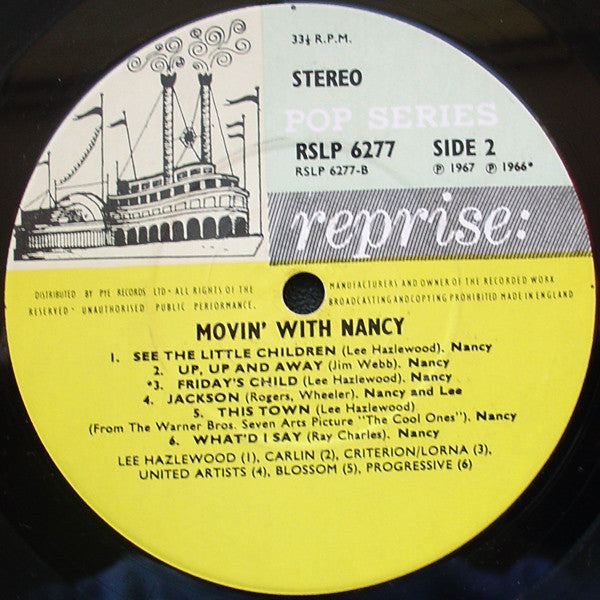 33⅓ R.P.M.
STEREO
POP SERIES
RSLP 6277 SIDE 2
RSLP 6277-B ℗ 1967 ℗ 1966*
reprise:
DISTRIBUTED BY PYE RECORDS LTD · ALL RIGHTS OF THE MANUFACTURERS AND OWNER OF THE RECORDED WORK
RESERVED · UNAUTHORISED PUBLIC PERFORMANCE, BROADCASTING AND COPYING PROHIBITED MADE IN ENGLAND
MOVIN' WITH NANCY
1. SEE THE LITTLE CHILDREN (Lee Hazlewood). Nancy
2. UP, UP AND AWAY (Jim Webb). Nancy
*3. FRIDAY'S CHILD (Lee Hazlewood). Nancy
4. JACKSON (Rogers, Wheeler). Nancy and Lee
5. THIS TOWN (Lee Hazlewood)
(From The Warner Bros. Seven Arts Picture "The Cool Ones"). Nancy
6. WHAT'D I SAY (Ray Charles). Nancy
LEE HAZLEWOOD (1), CARLIN (2), CRITERION/LORNA (3),
UNITED ARTISTS (4), BLOSSOM (5), PROGRESSIVE (6)